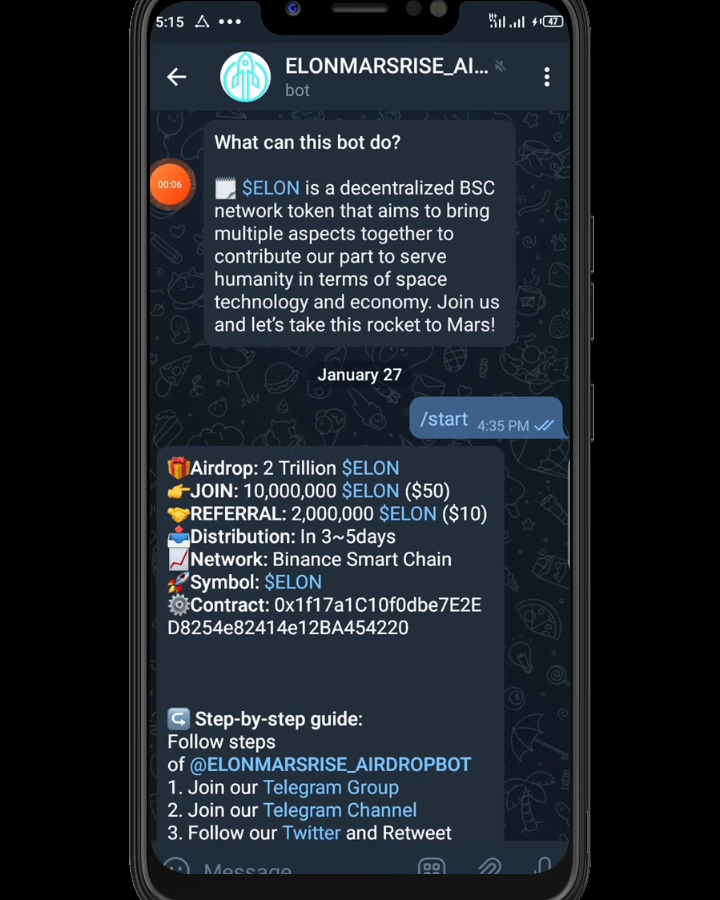 5:15
47
ELONMARSRISE_AI...
bot
What can this bot do?
00:06
$ELON is a decentralized BSC
network token that aims to bring
multiple aspects together to
contribute our part to serve
humanity in terms of space
technology and economy. Join us
and let's take this rocket to Mars!
January 27
/start 4:35 PM
Airdrop: 2 Trillion $ELON
JOIN: 10,000,000 $ELON ($50)
REFERRAL: 2,000,000 $ELON ($10)
Distribution: In 3~5days
Network: Binance Smart Chain
Symbol: $ELON
Contract: 0x1f17a1C10f0dbe7E2E
D8254e82414e12BA454220
Step-by-step guide:
Follow steps
of @ELONMARSRISE_AIRDROPBOT
1. Join our Telegram Group
2. Join our Telegram Channel
3. Follow our Twitter and Retweet
Message